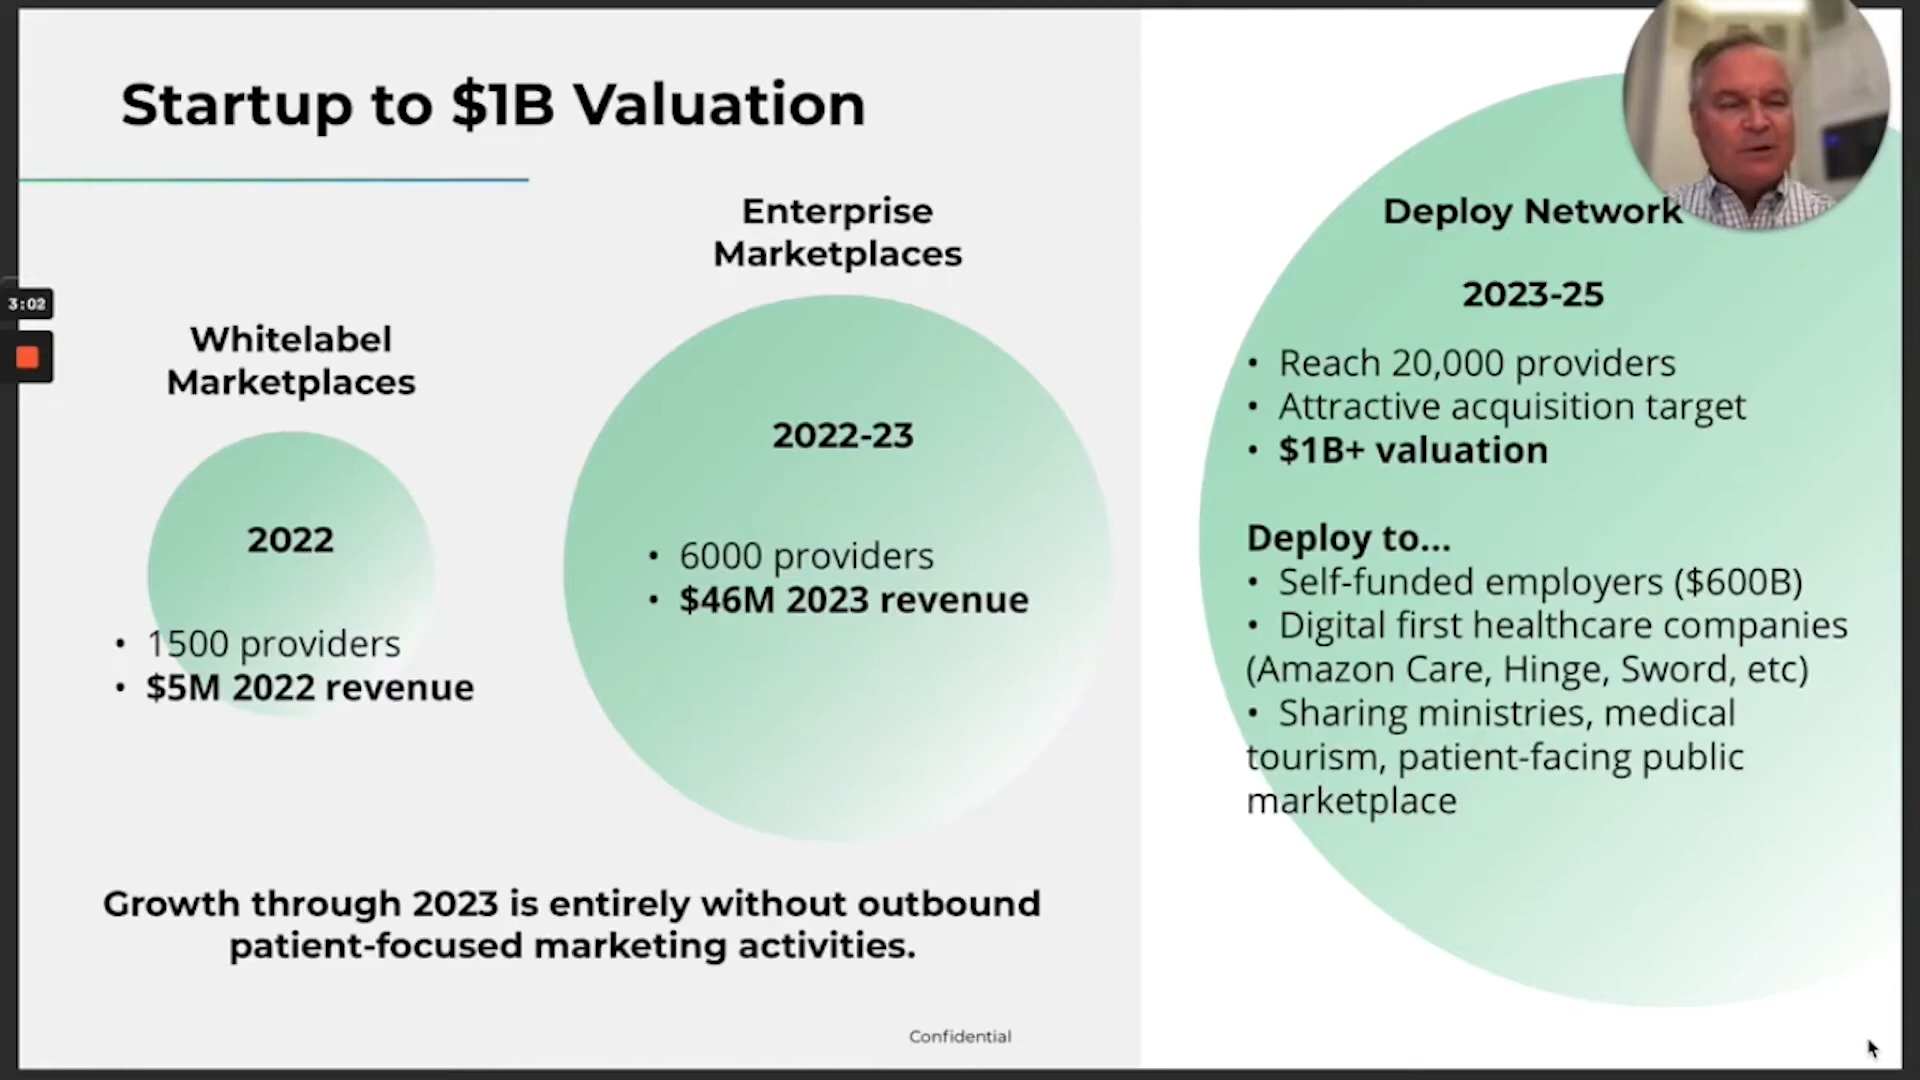 Startup to $1B Valuation
3:02
Whitelabel
Marketplaces
2022
• 1500 providers
• $5M 2022 revenue
Enterprise
Marketplaces
2022-23
• 6000 providers
• $46M 2023 revenue
Growth through 2023 is entirely without outbound
patient-focused marketing activities.
Deploy Network
2023-25
• Reach 20,000 providers
• Attractive acquisition target
• $1B+ valuation
Deploy to...
• Self-funded employers ($600B)
• Digital first healthcare companies
(Amazon Care, Hinge, Sword, etc)
• Sharing ministries, medical
tourism, patient-facing public
marketplace
Confidential